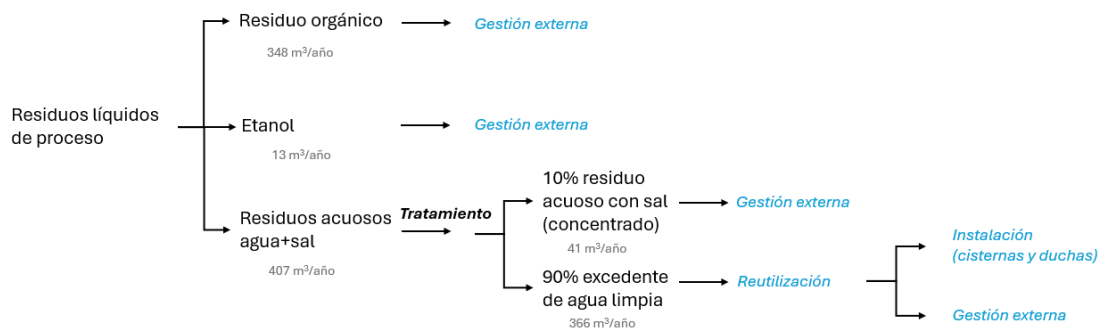 Residuos líquidos
de proceso
Residuo orgánico
348 m³/año
Gestión externa
Etanol
13 m³/año
Gestión externa
Residuos acuosos
agua+sal
407 m³/año
Tratamiento
10% residuo
acuoso con sal
(concentrado)
41 m³/año
Gestión externa
90% excedente
de agua limpia
366 m³/año
Reutilización
Instalación
(cisternas y duchas)
Gestión externa